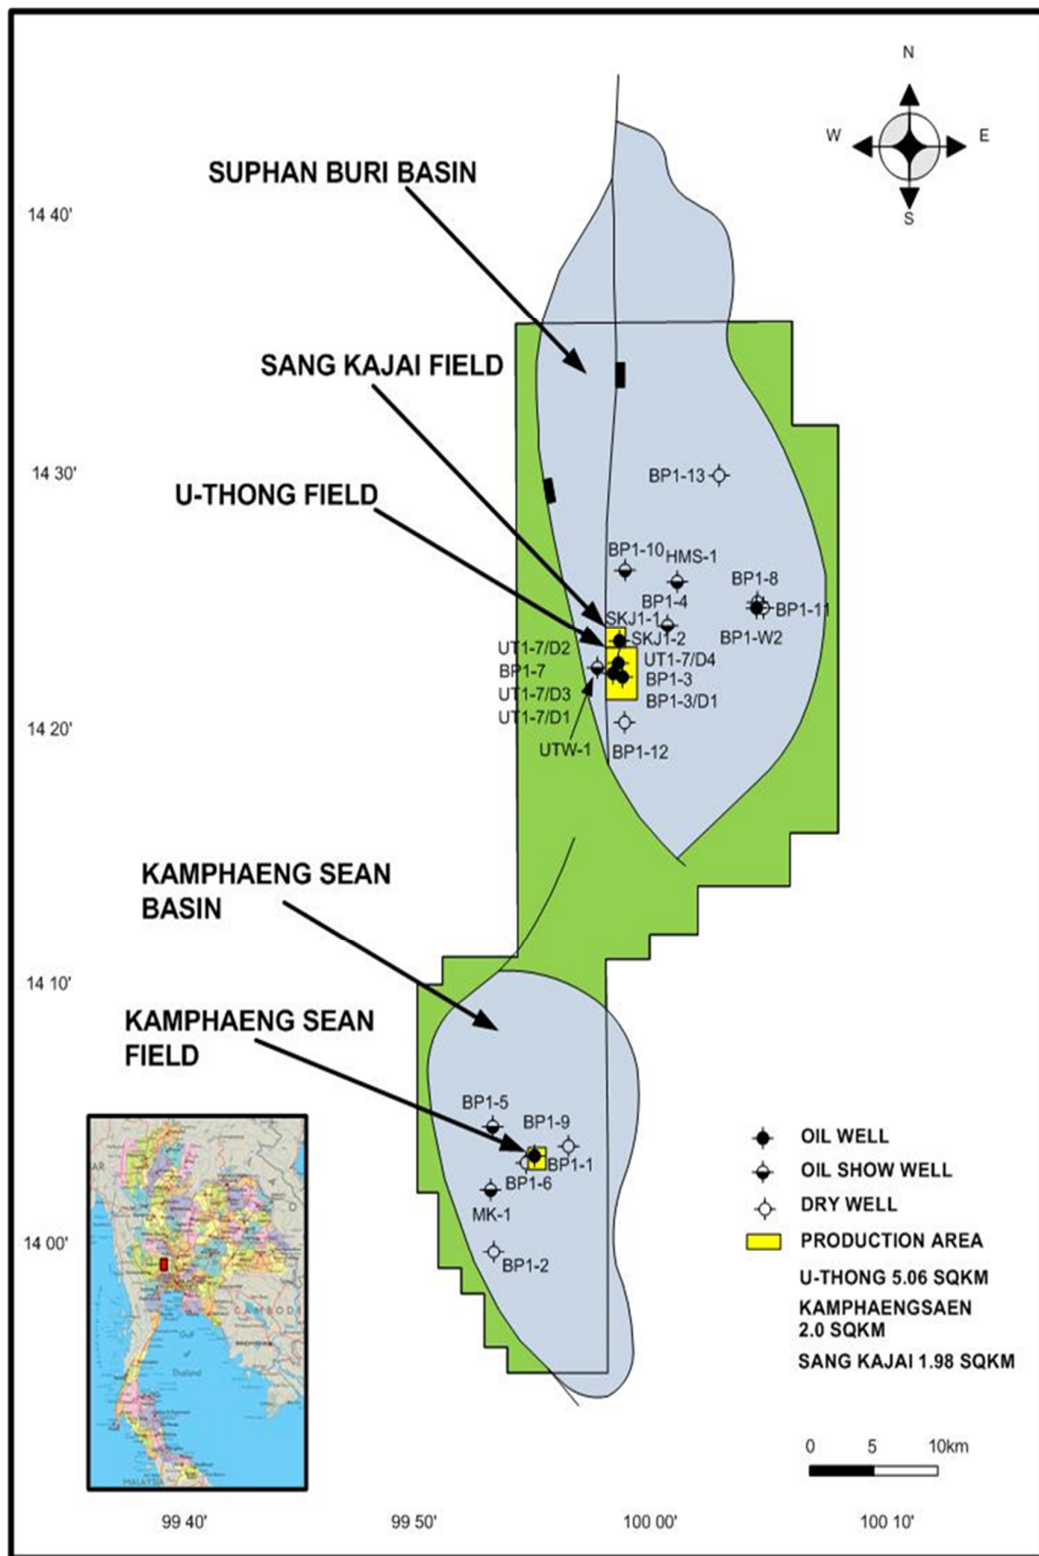 N
W
E
S
SUPHAN BURI BASIN
14 40'
SANG KAJAI FIELD
14 30'
BP1-13
U-THONG FIELD
BP1-10
HMS-1
BP1-8
BP1-4
BP1-11
SKJ1-1
BP1-W2
SKJ1-2
UT1-7/D2
UT1-7/D4
BP1-7
BP1-3
UT1-7/D3
BP1-3/D1
UT1-7/D1
14 20'
UTW-1
BP1-12
KAMPHAENG SEAN
BASIN
14 10'
KAMPHAENG SEAN
FIELD
BP1-5
BP1-9
BP1-1
BP1-6
MK-1
14 00'
BP1-2
OIL WELL
OIL SHOW WELL
DRY WELL
PRODUCTION AREA
U-THONG 5.06 SQKM
KAMPHAENGSAEN
2.0 SQKM
SANG KAJAI 1.98 SQKM
0 5 10km
Gulf
of
Thailand
99 40'
99 50'
100 00'
100 10'